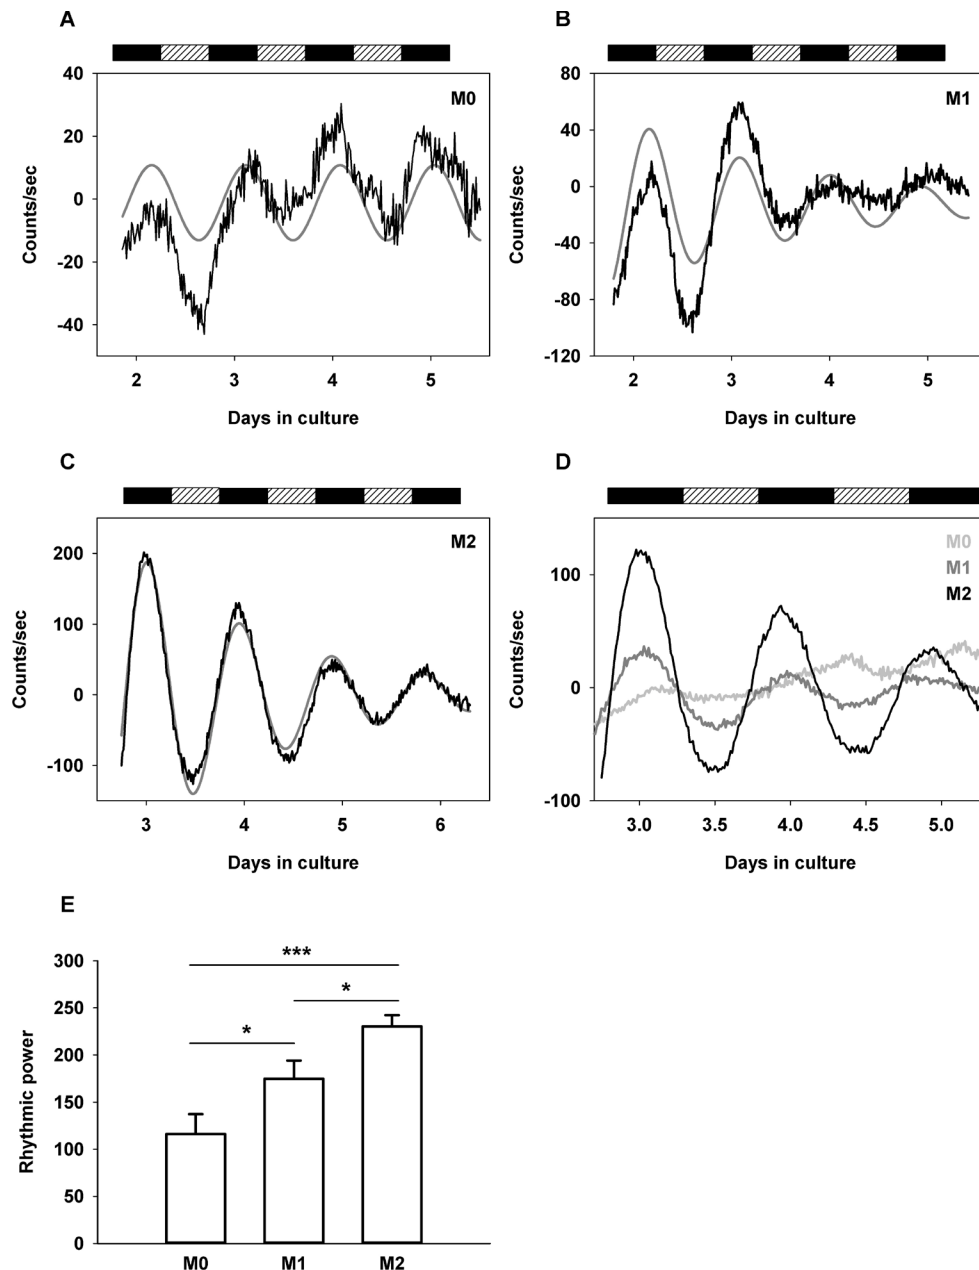 A
M0
40
20
0
-20
-40
Counts/sec
2 3 4 5
Days in culture
B
M1
80
40
0
-40
-80
-120
Counts/sec
2 3 4 5
Days in culture
C
M2
200
100
0
-100
Counts/sec
3 4 5 6
Days in culture
D
M0
M1
M2
100
0
-100
Counts/sec
3.0 3.5 4.0 4.5 5.0
Days in culture
E
***
*
*
300
250
200
150
100
50
0
Rhythmic power
M0 M1 M2